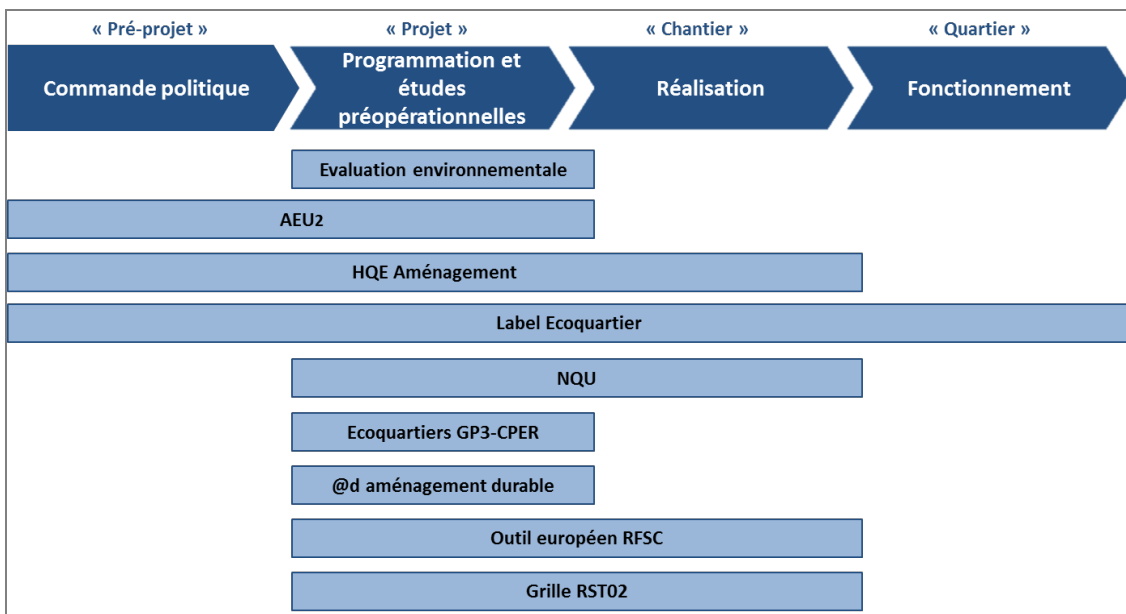 « Pré-projet »
« Projet »
« Chantier »
« Quartier »
Commande politique
Programmation et
études
préopérationnelles
Réalisation
Fonctionnement
Evaluation environnementale
AEU2
HQE Aménagement
Label Ecoquartier
NQU
Ecoquartiers GP3-CPER
@d aménagement durable
Outil européen RFSC
Grille RST02